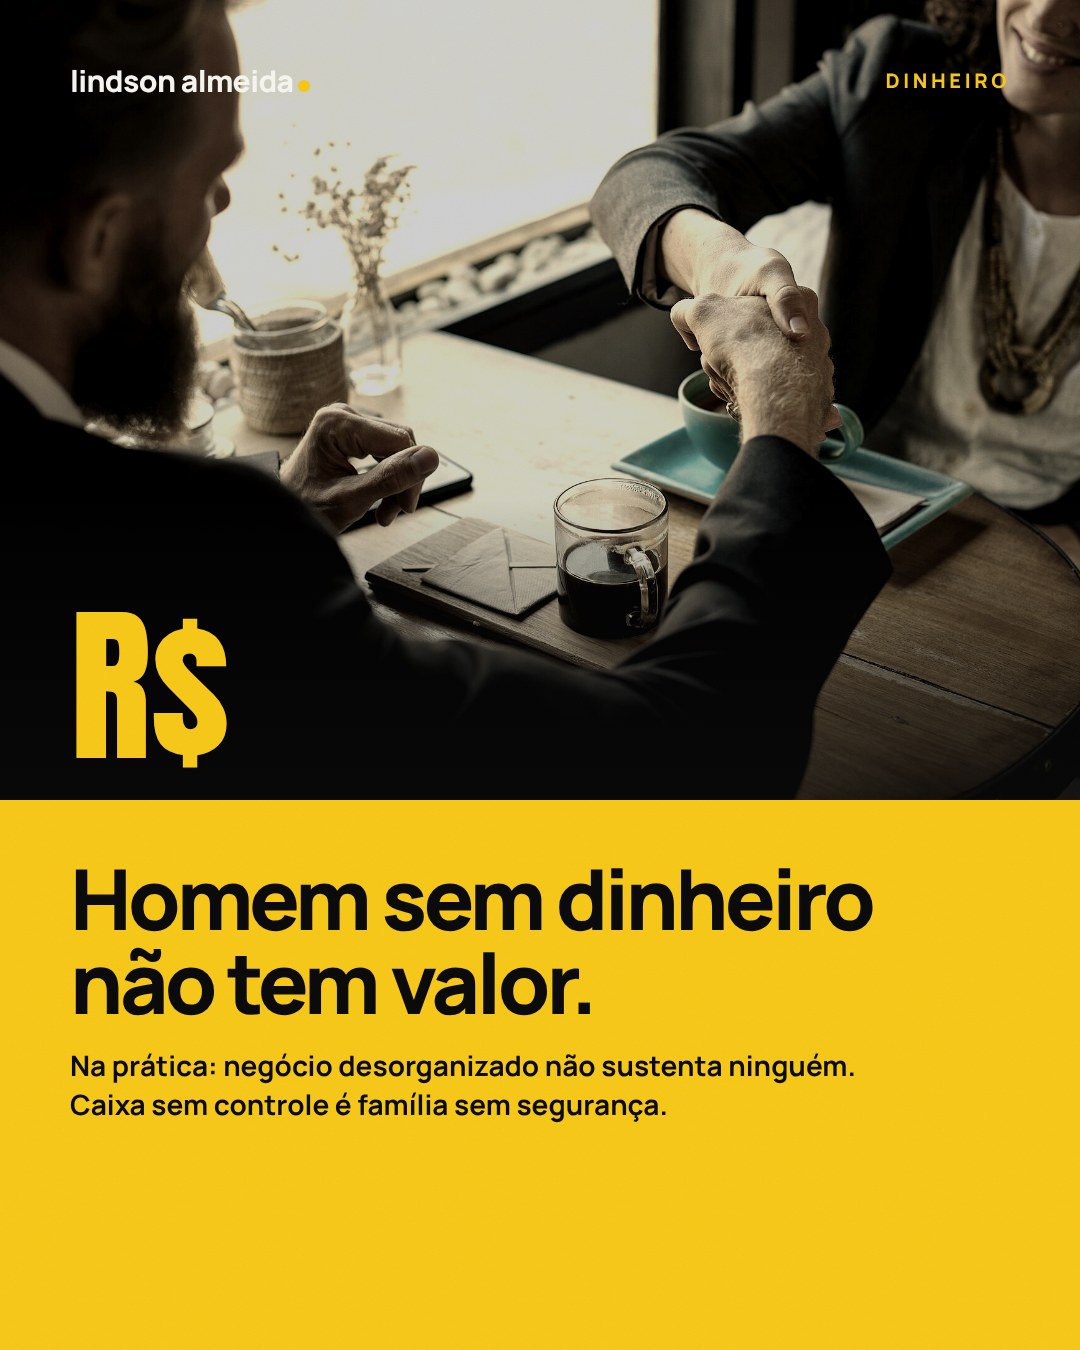 lindson almeida.
DINHEIRO
R$
Homem sem dinheiro
não tem valor.
Na prática: negócio desorganizado não sustenta ninguém.
Caixa sem controle é família sem segurança.